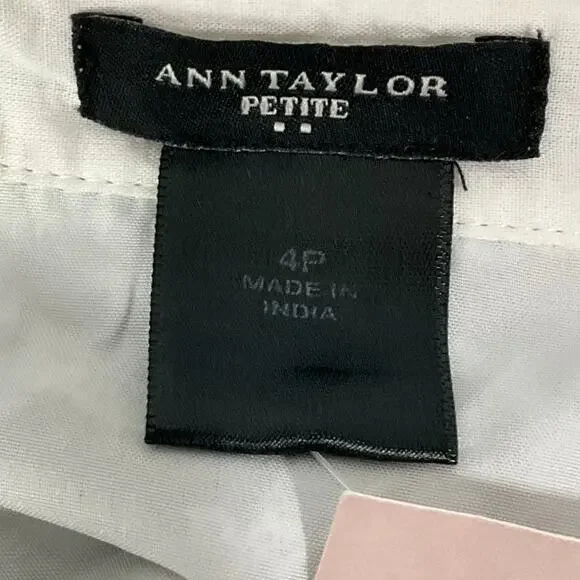 ANN TAYLOR
PETITE
4P
MADE IN
INDIA